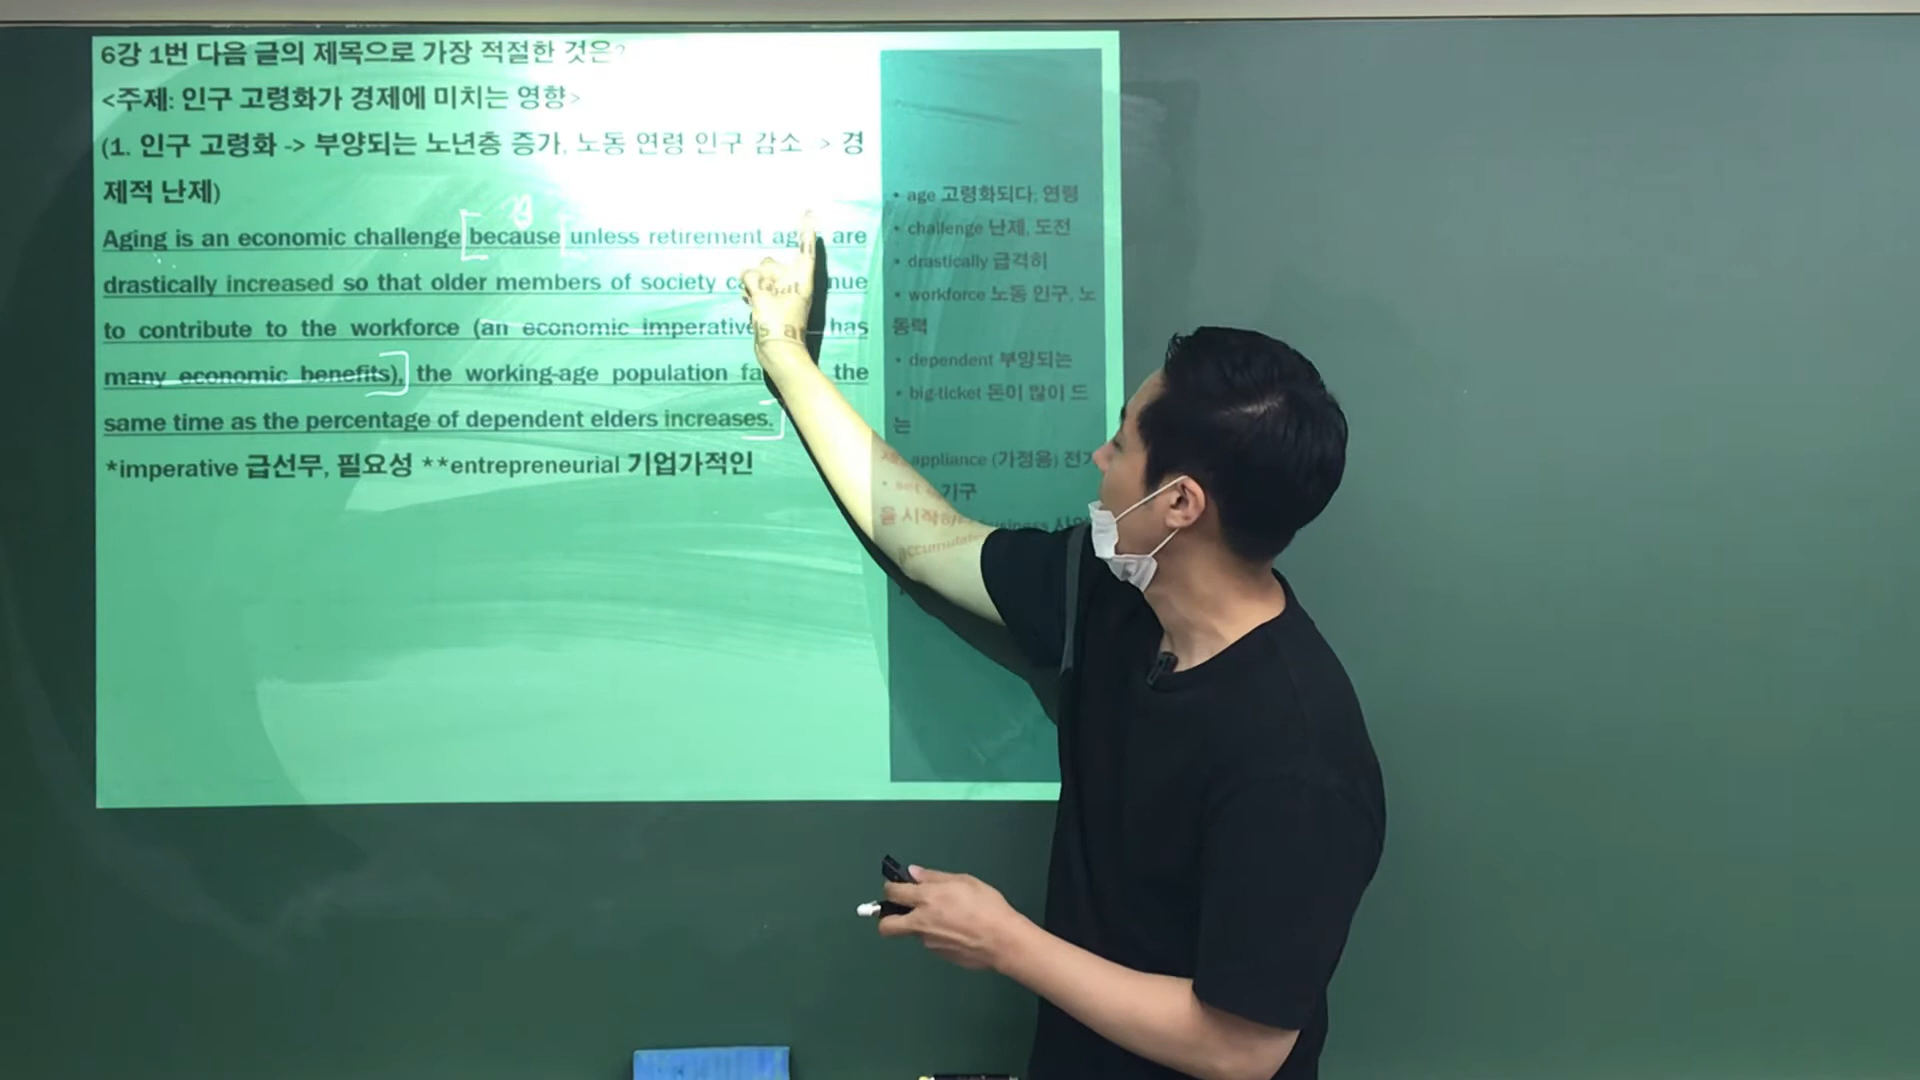 6강 1번 다음 글의 제목으로 가장 적절한 것은?
<주제: 인구 고령화가 경제에 미치는 영향>
(1. 인구 고령화 -> 부양되는 노년층 증가, 노동 연령 인구 감소 -> 경
제적 난제)
Aging is an economic challenge because unless retirement are
drastically increased so that older members of society
to contribute to the workforce (an economic imperative has
many economic benefits), the working-age population the
same time as the percentage of dependent elders increases.
*imperative 급선무, 필요성 **entrepreneurial 기업가적인
• age 고령화되다, 연령
• challenge 난제, 도전
• drastically 급격히
• workforce 노동 인구, 노
동력
• dependent 부양되는
• big-ticket 돈이 많이 드
는
appliance (가정용) 전기
• set 기구
을 business
accumulate